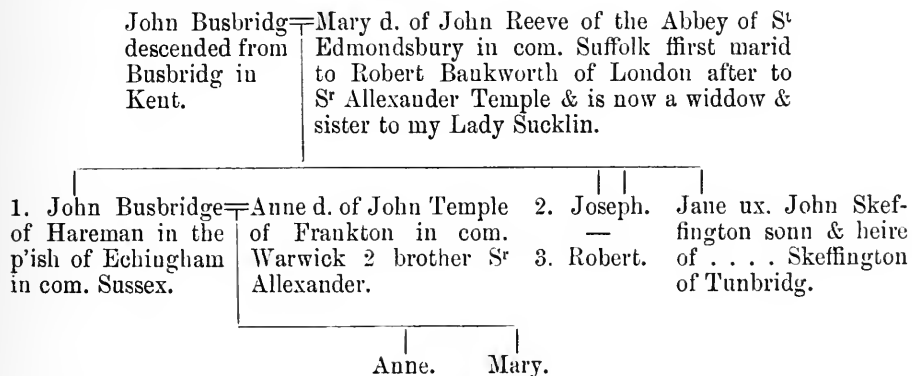 John Busbridg=Mary d. of John Reeve of the Abbey of Sᵗ
descended from Edmondsbury in com. Suffolk ffirst marid
Busbridg in to Robert Bankworth of London after to
Kent. Sʳ Allexander Temple & is now a widdow &
sister to my Lady Sucklin.
1. John Busbridge=Anne d. of John Temple 2. Joseph. Jane ux. John Skef-
of Hareman in the of Frankton in com. — fington sonn & heire
p'ish of Echingham Warwick 2 brother Sʳ 3. Robert. of . . . . Skeffington
in com. Sussex. Allexander. of Tunbridg.
Anne. Mary.